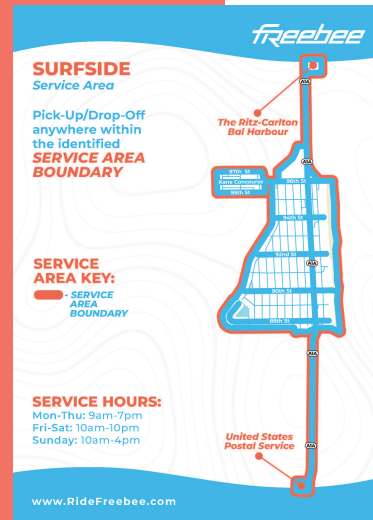 freebee
SURFSIDE
Service Area
Pick-Up/Drop-Off
anywhere within
the identified
SERVICE AREA
BOUNDARY
A1A
The Ritz-Carlton
Bal Harbour
A1A
97th St
Kane Concourse
95th St
96th St
94th St
92nd St
A1A
90th St
88th St
SERVICE
AREA KEY:
- SERVICE
AREA
BOUNDARY
A1A
SERVICE HOURS:
Mon-Thu: 9am-7pm
Fri-Sat: 10am-10pm
Sunday: 10am-4pm
United States
Postal Service
A1A
www.RideFreebee.com